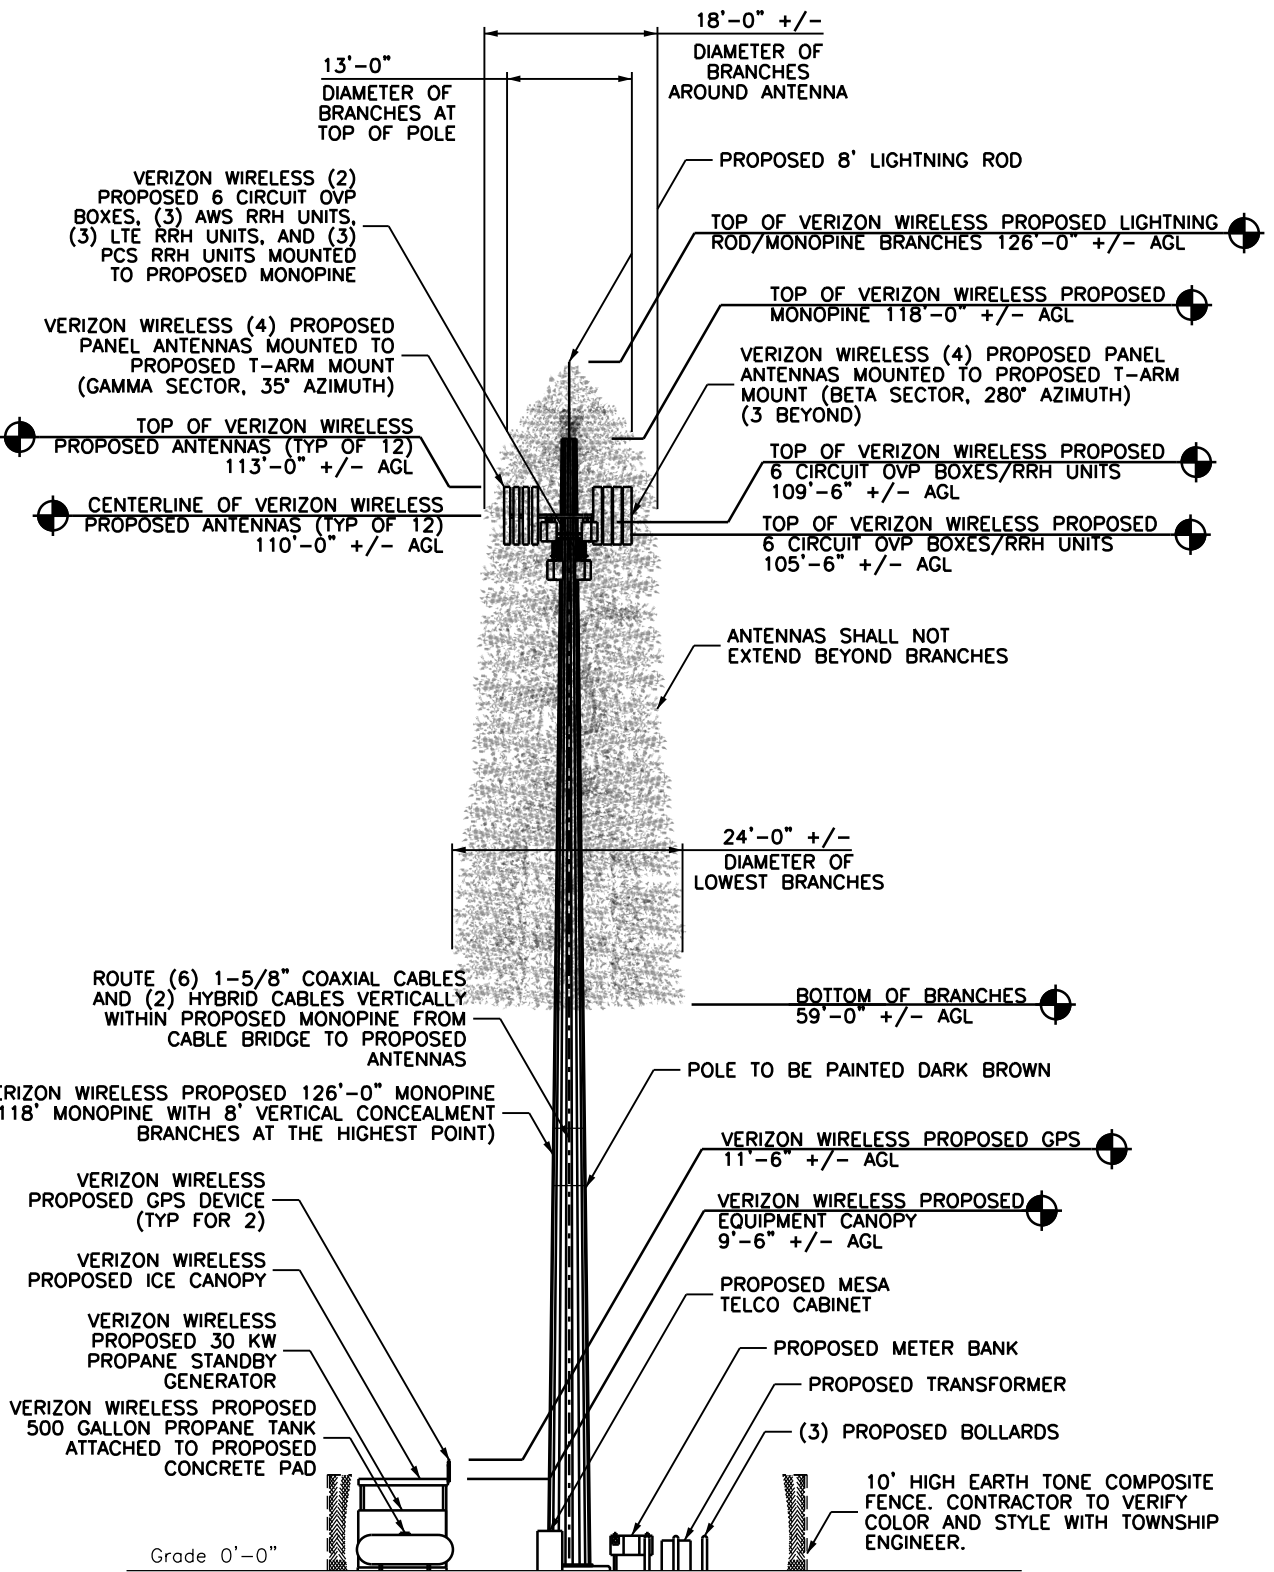 18'-0" +/-
DIAMETER OF
BRANCHES
AROUND ANTENNA
13'-0"
DIAMETER OF
BRANCHES AT
TOP OF POLE
PROPOSED 8' LIGHTNING ROD
VERIZON WIRELESS (2)
PROPOSED 6 CIRCUIT OVP
BOXES, (3) AWS RRH UNITS,
(3) LTE RRH UNITS, AND (3)
PCS RRH UNITS MOUNTED
TO PROPOSED MONOPINE
TOP OF VERIZON WIRELESS PROPOSED LIGHTNING
ROD/MONOPINE BRANCHES 126'-0" +/- AGL
TOP OF VERIZON WIRELESS PROPOSED
MONOPINE 118'-0" +/- AGL
VERIZON WIRELESS (4) PROPOSED
PANEL ANTENNAS MOUNTED TO
PROPOSED T-ARM MOUNT
(GAMMA SECTOR, 35° AZIMUTH)
VERIZON WIRELESS (4) PROPOSED PANEL
ANTENNAS MOUNTED TO PROPOSED T-ARM
MOUNT (BETA SECTOR, 280° AZIMUTH)
(3 BEYOND)
TOP OF VERIZON WIRELESS
PROPOSED ANTENNAS (TYP OF 12)
113'-0" +/- AGL
TOP OF VERIZON WIRELESS PROPOSED
6 CIRCUIT OVP BOXES/RRH UNITS
109'-6" +/- AGL
CENTERLINE OF VERIZON WIRELESS
PROPOSED ANTENNAS (TYP OF 12)
110'-0" +/- AGL
TOP OF VERIZON WIRELESS PROPOSED
6 CIRCUIT OVP BOXES/RRH UNITS
105'-6" +/- AGL
ANTENNAS SHALL NOT
EXTEND BEYOND BRANCHES
24'-0" +/-
DIAMETER OF
LOWEST BRANCHES
ROUTE (6) 1-5/8" COAXIAL CABLES
AND (2) HYBRID CABLES VERTICALLY
WITHIN PROPOSED MONOPINE FROM
CABLE BRIDGE TO PROPOSED
ANTENNAS
BOTTOM OF BRANCHES
59'-0" +/- AGL
POLE TO BE PAINTED DARK BROWN
WIRELESS PROPOSED 126'-0" MONOPINE
118' MONOPINE WITH 8' VERTICAL CONCEALMENT
BRANCHES AT THE HIGHEST POINT)
VERIZON WIRELESS PROPOSED GPS
11'-6" +/- AGL
VERIZON WIRELESS
PROPOSED GPS DEVICE
(TYP FOR 2)
VERIZON WIRELESS PROPOSED
EQUIPMENT CANOPY
9'-6" +/- AGL
VERIZON WIRELESS
PROPOSED ICE CANOPY
PROPOSED MESA
TELCO CABINET
VERIZON WIRELESS
PROPOSED 30 KW
PROPANE STANDBY
GENERATOR
PROPOSED METER BANK
PROPOSED TRANSFORMER
VERIZON WIRELESS PROPOSED
500 GALLON PROPANE TANK
ATTACHED TO PROPOSED
CONCRETE PAD
(3) PROPOSED BOLLARDS
10' HIGH EARTH TONE COMPOSITE
FENCE. CONTRACTOR TO VERIFY
COLOR AND STYLE WITH TOWNSHIP
ENGINEER.
Grade 0'-0"